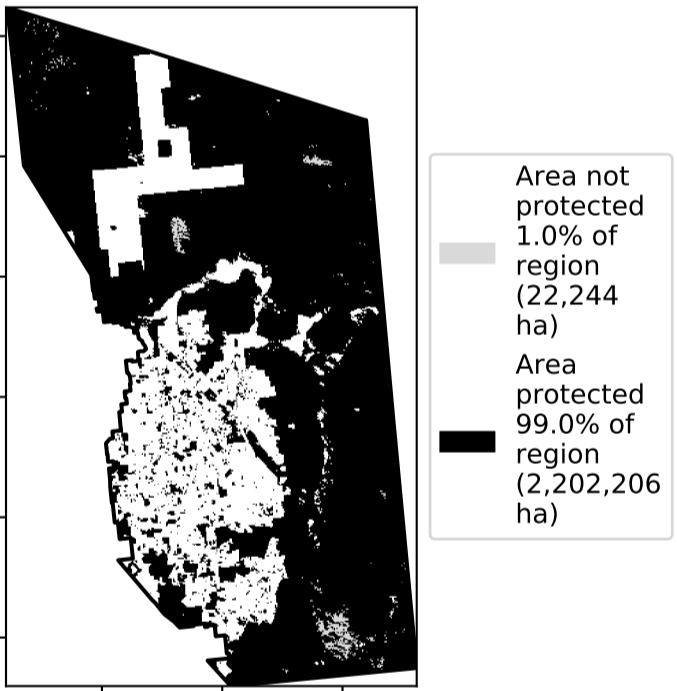 Area not
protected
1.0% of
region
(22,244
ha)
Area
protected
99.0% of
region
(2,202,206
ha)